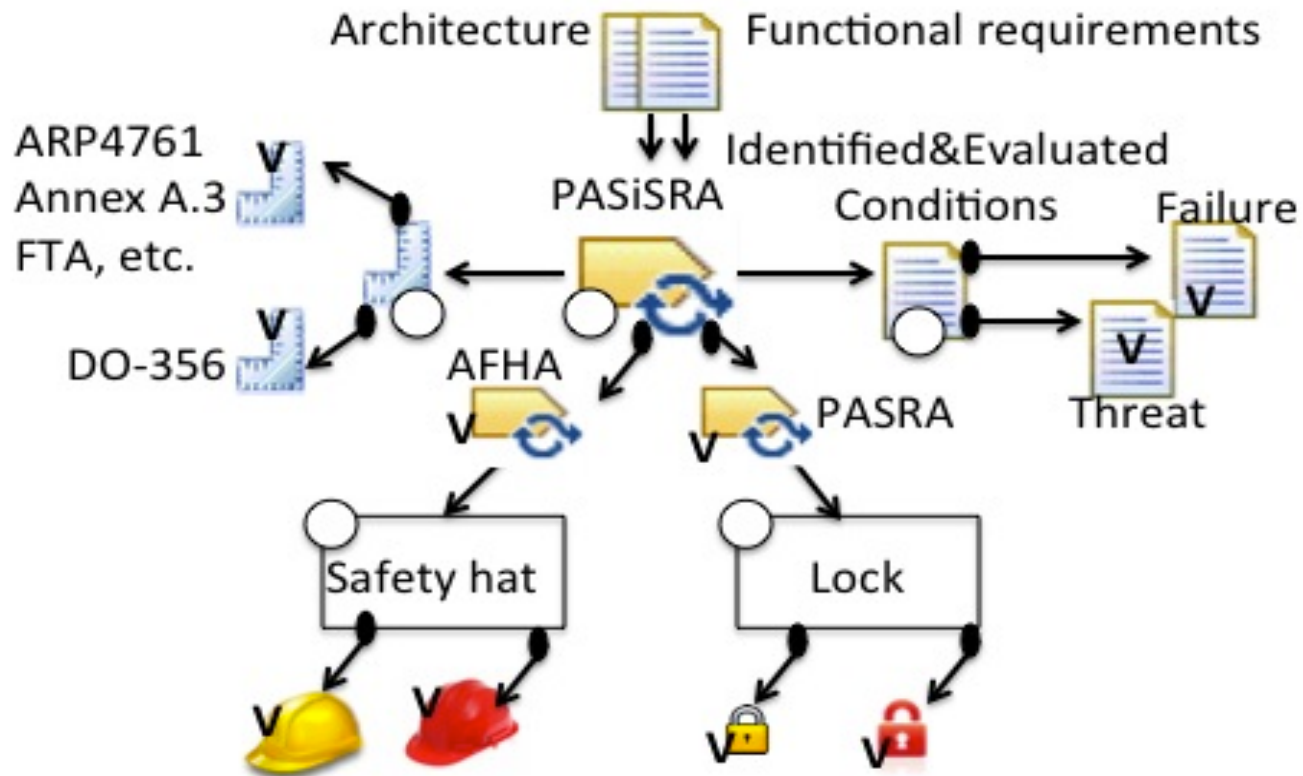 Architecture Functional requirements
ARP4761
Annex A.3
FTA, etc.
V
PASiSRA
Identified&Evaluated
Conditions
Failure
V
DO-356
V
V
Threat
AFHA
V
PASRA
V
Safety hat
Lock
V
V
V
V